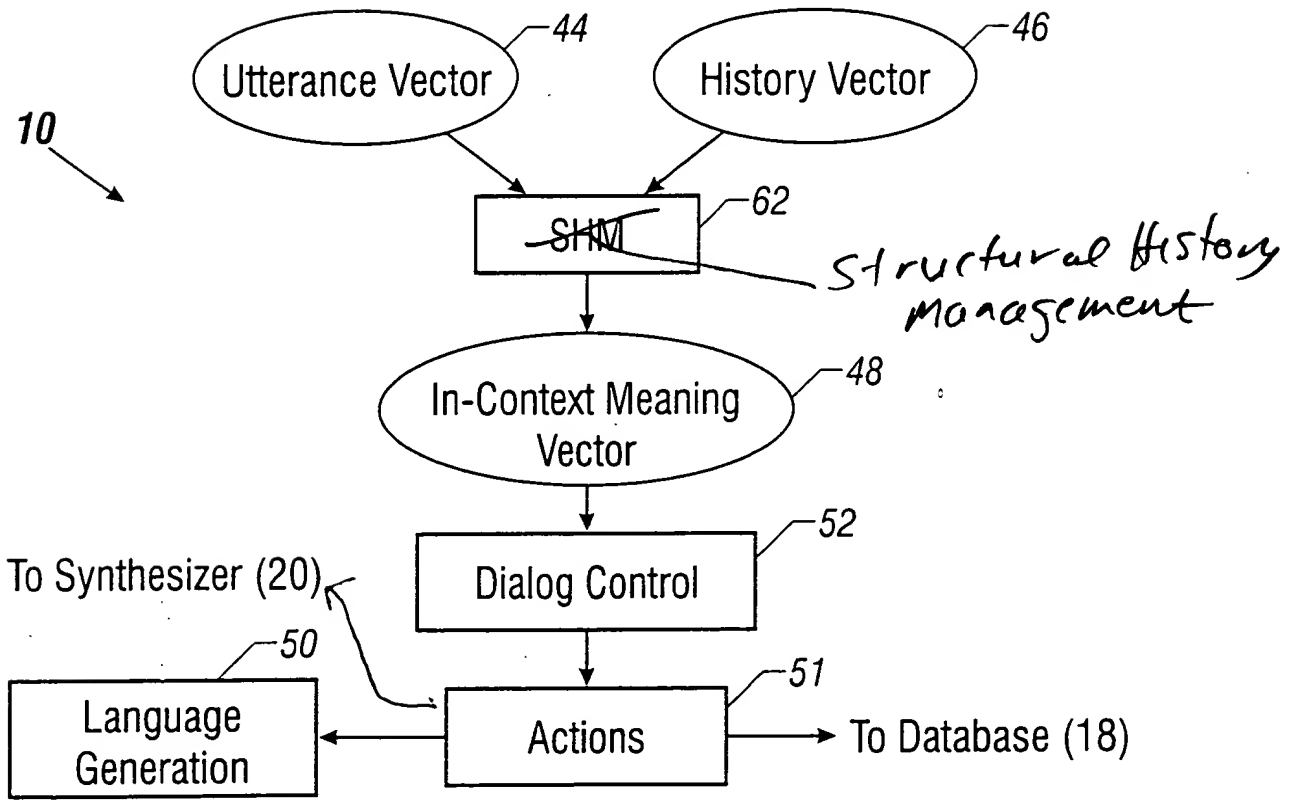 44
46
Utterance Vector
History Vector
10
62
SHM
Structural History
Management
48
In-Context Meaning
Vector
52
To Synthesizer (20)
Dialog Control
50
51
Language
Generation
Actions
To Database (18)